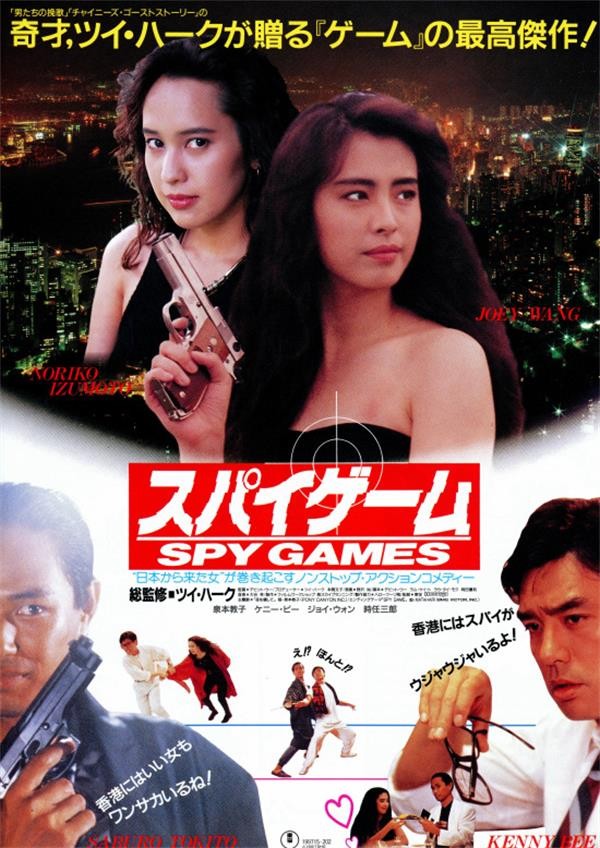 「男たちの挽歌」「チャイニーズ・ゴーストストーリー」の
奇才,ツイ・ハークが贈る『ゲーム』の最高傑作!
JOEY WANG
NORIKO
IZUMOTO
スパイゲーム
SPY GAMES
"日本から来た女"が巻き起こすノンストップ・アクションコメディー
総監修■ツイ・ハーク
泉本教子 ケニー・ビー ジョイ・ウォン 時任三郎
香港にはスパイが
ウジャウジャいるよ!
え!? ほんと!?
香港にはいい女も
ワンサカいるね!
SABURO TOKITO
KENNY BEE